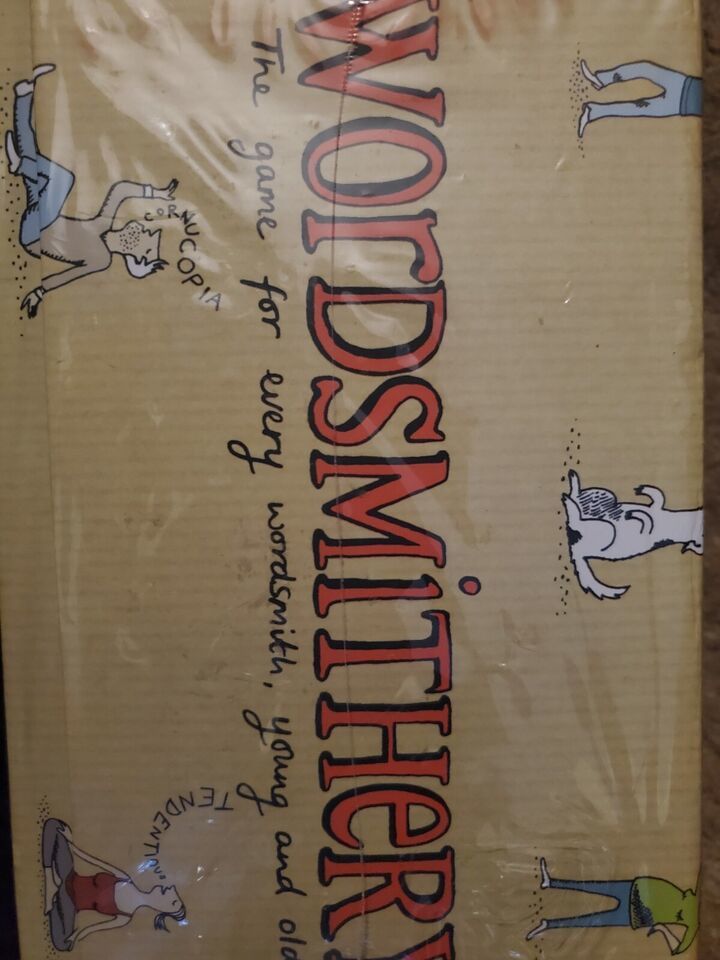 WORDSMITHERY
The game for every wordsmith, young and old
CORNUCOPIA
TENDENTIOUS